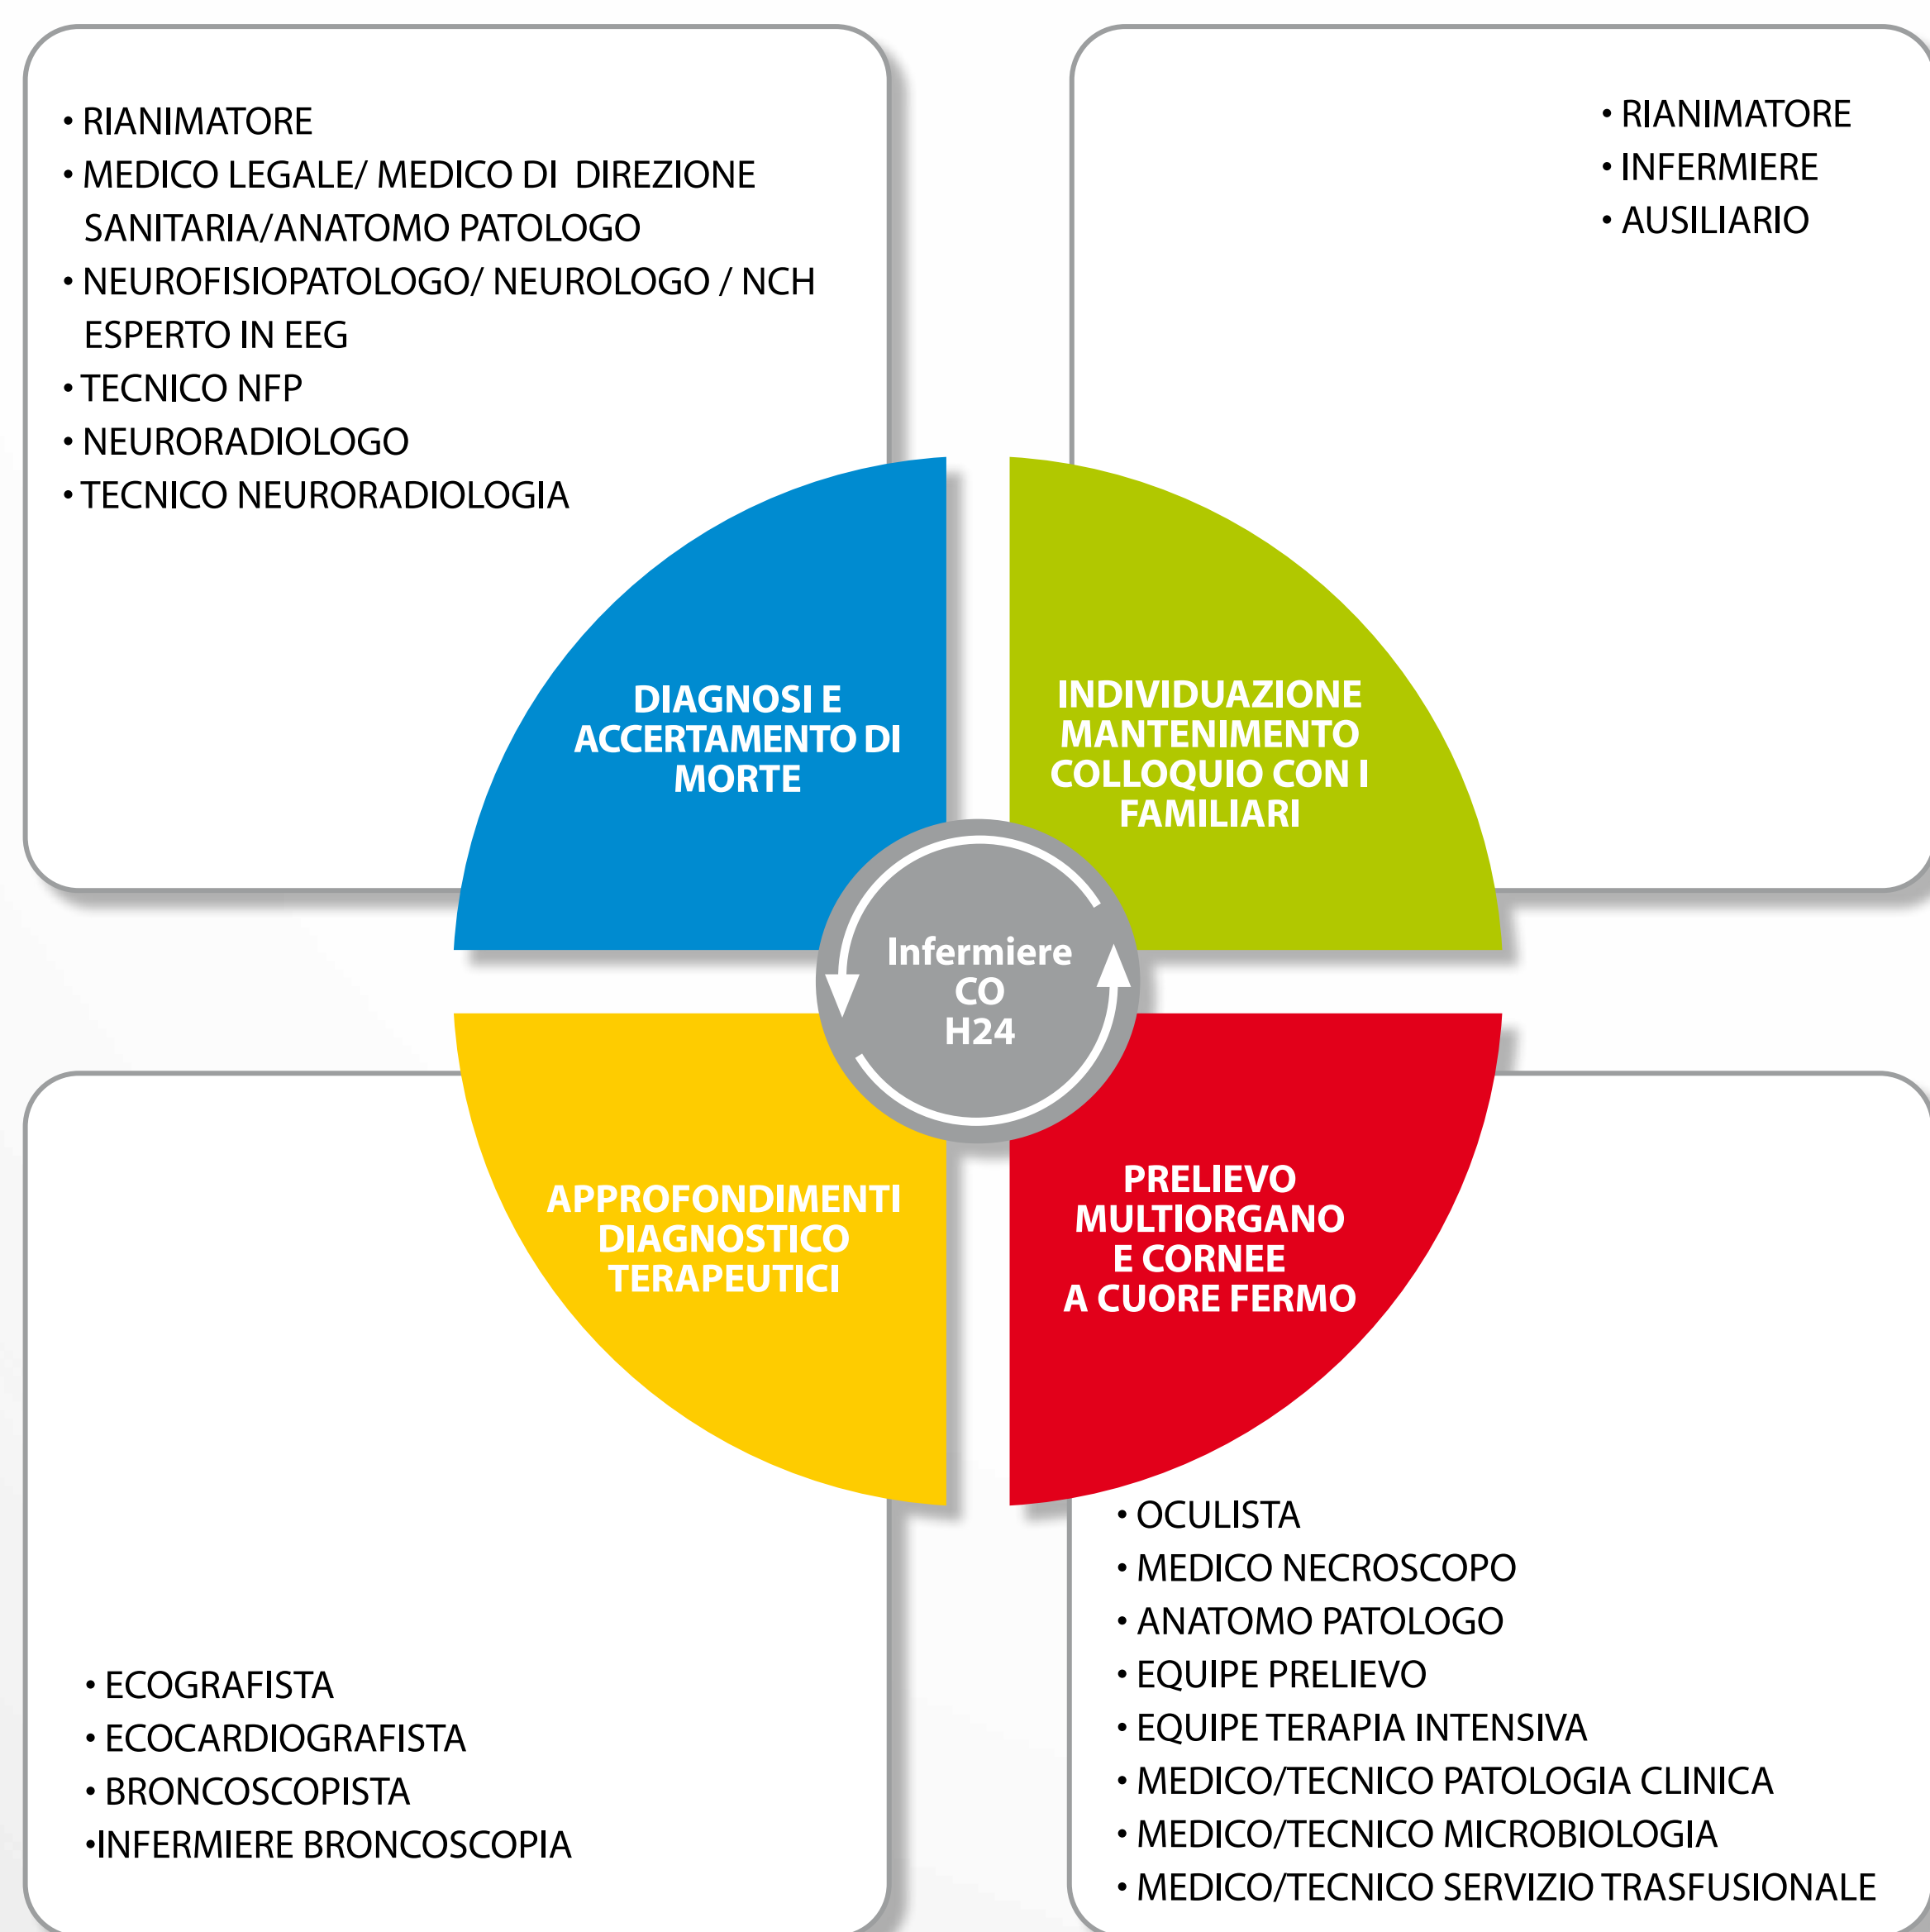 • RIANIMATORE
• MEDICO LEGALE/ MEDICO DI DIREZIONE
SANITARIA/ANATOMO PATOLOGO
• NEUROFISIOPATOLOGO/ NEUROLOGO / NCH
ESPERTO IN EEG
• TECNICO NFP
• NEURORADIOLOGO
• TECNICO NEURORADIOLOGIA
• RIANIMATORE
• INFERMIERE
• AUSILIARIO
DIAGNOSI E
ACCERTAMENTO DI
MORTE
INDIVIDUAZIONE
MANTENIMENTO
COLLOQUIO CON I
FAMILIARI
Infermiere
CO
H24
APPROFONDIMENTI
DIAGNOSTICO
TERAPEUTICI
PRELIEVO
MULTIORGANO
E CORNEE
A CUORE FERMO
• ECOGRAFISTA
• ECOCARDIOGRAFISTA
• BRONCOSCOPISTA
•INFERMIERE BRONCOSCOPIA
• OCULISTA
• MEDICO NECROSCOPO
• ANATOMO PATOLOGO
• EQUIPE PRELIEVO
• EQUIPE TERAPIA INTENSIVA
• MEDICO/TECNICO PATOLOGIA CLINICA
• MEDICO/TECNICO MICROBIOLOGIA
• MEDICO/TECNICO SERVIZIO TRASFUSIONALE